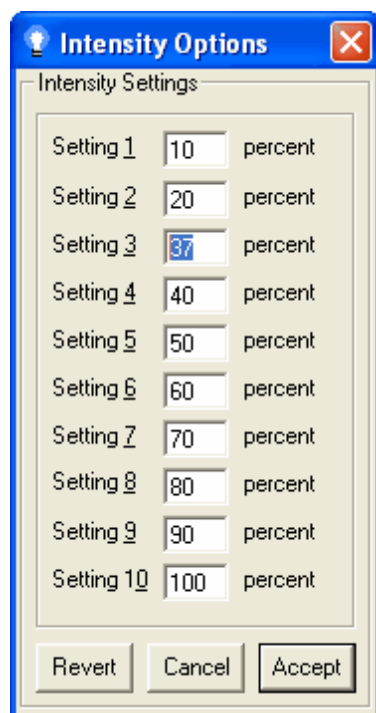 Intensity Options
Intensity Settings
Setting 1 10 percent
Setting 2 20 percent
Setting 3 37 percent
Setting 4 40 percent
Setting 5 50 percent
Setting 6 60 percent
Setting 7 70 percent
Setting 8 80 percent
Setting 9 90 percent
Setting 10 100 percent
Revert Cancel Accept